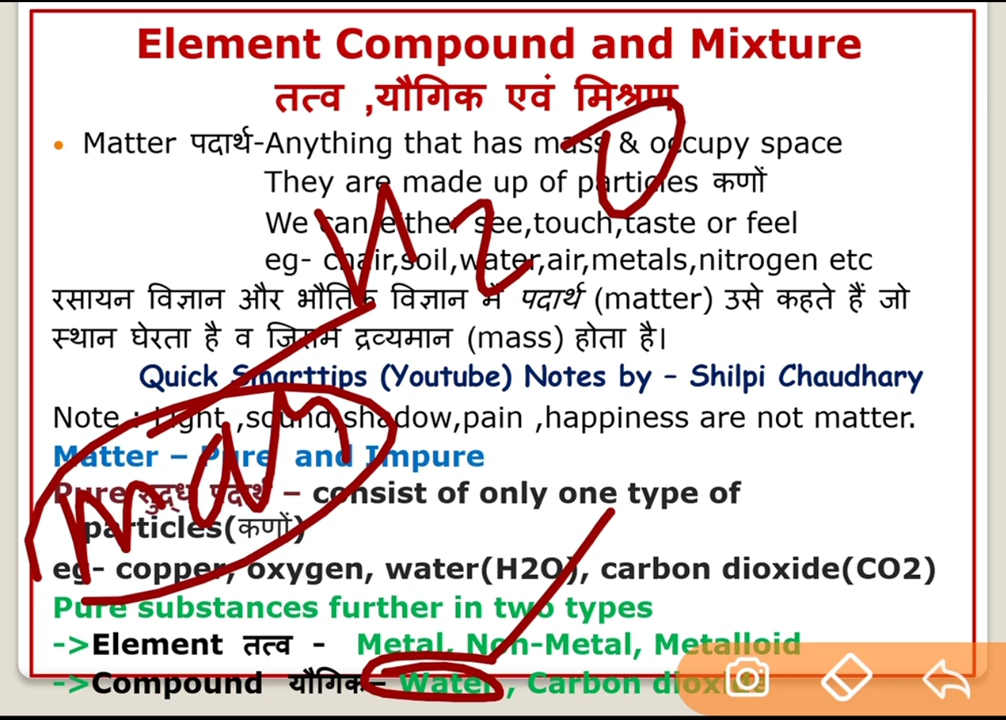 Element Compound and Mixture
तत्व ,यौगिक एवं मिश्रण
• Matter पदार्थ-Anything that has mass & occupy space
They are made up of particles कणों
We can either see,touch,taste or feel
eg- chair,soil,water,air,metals,nitrogen etc
रसायन विज्ञान और भौतिक विज्ञान में पदार्थ (matter) उसे कहते हैं जो
स्थान घेरता है व जिसमें द्रव्यमान (mass) होता है।
Quick Smarttips (Youtube) Notes by – Shilpi Chaudhary
Note : Light ,sound,shadow,pain ,happiness are not matter.
Matter – Pure and Impure
Pure शुद्ध पदार्थ – consist of only one type of
particles(कणों)
eg- copper, oxygen, water(H2O), carbon dioxide(CO2)
Pure substances further in two types
->Element तत्व - Metal, Non-Metal, Metalloid
->Compound यौगिक– Water, Carbon dioxide
H2O